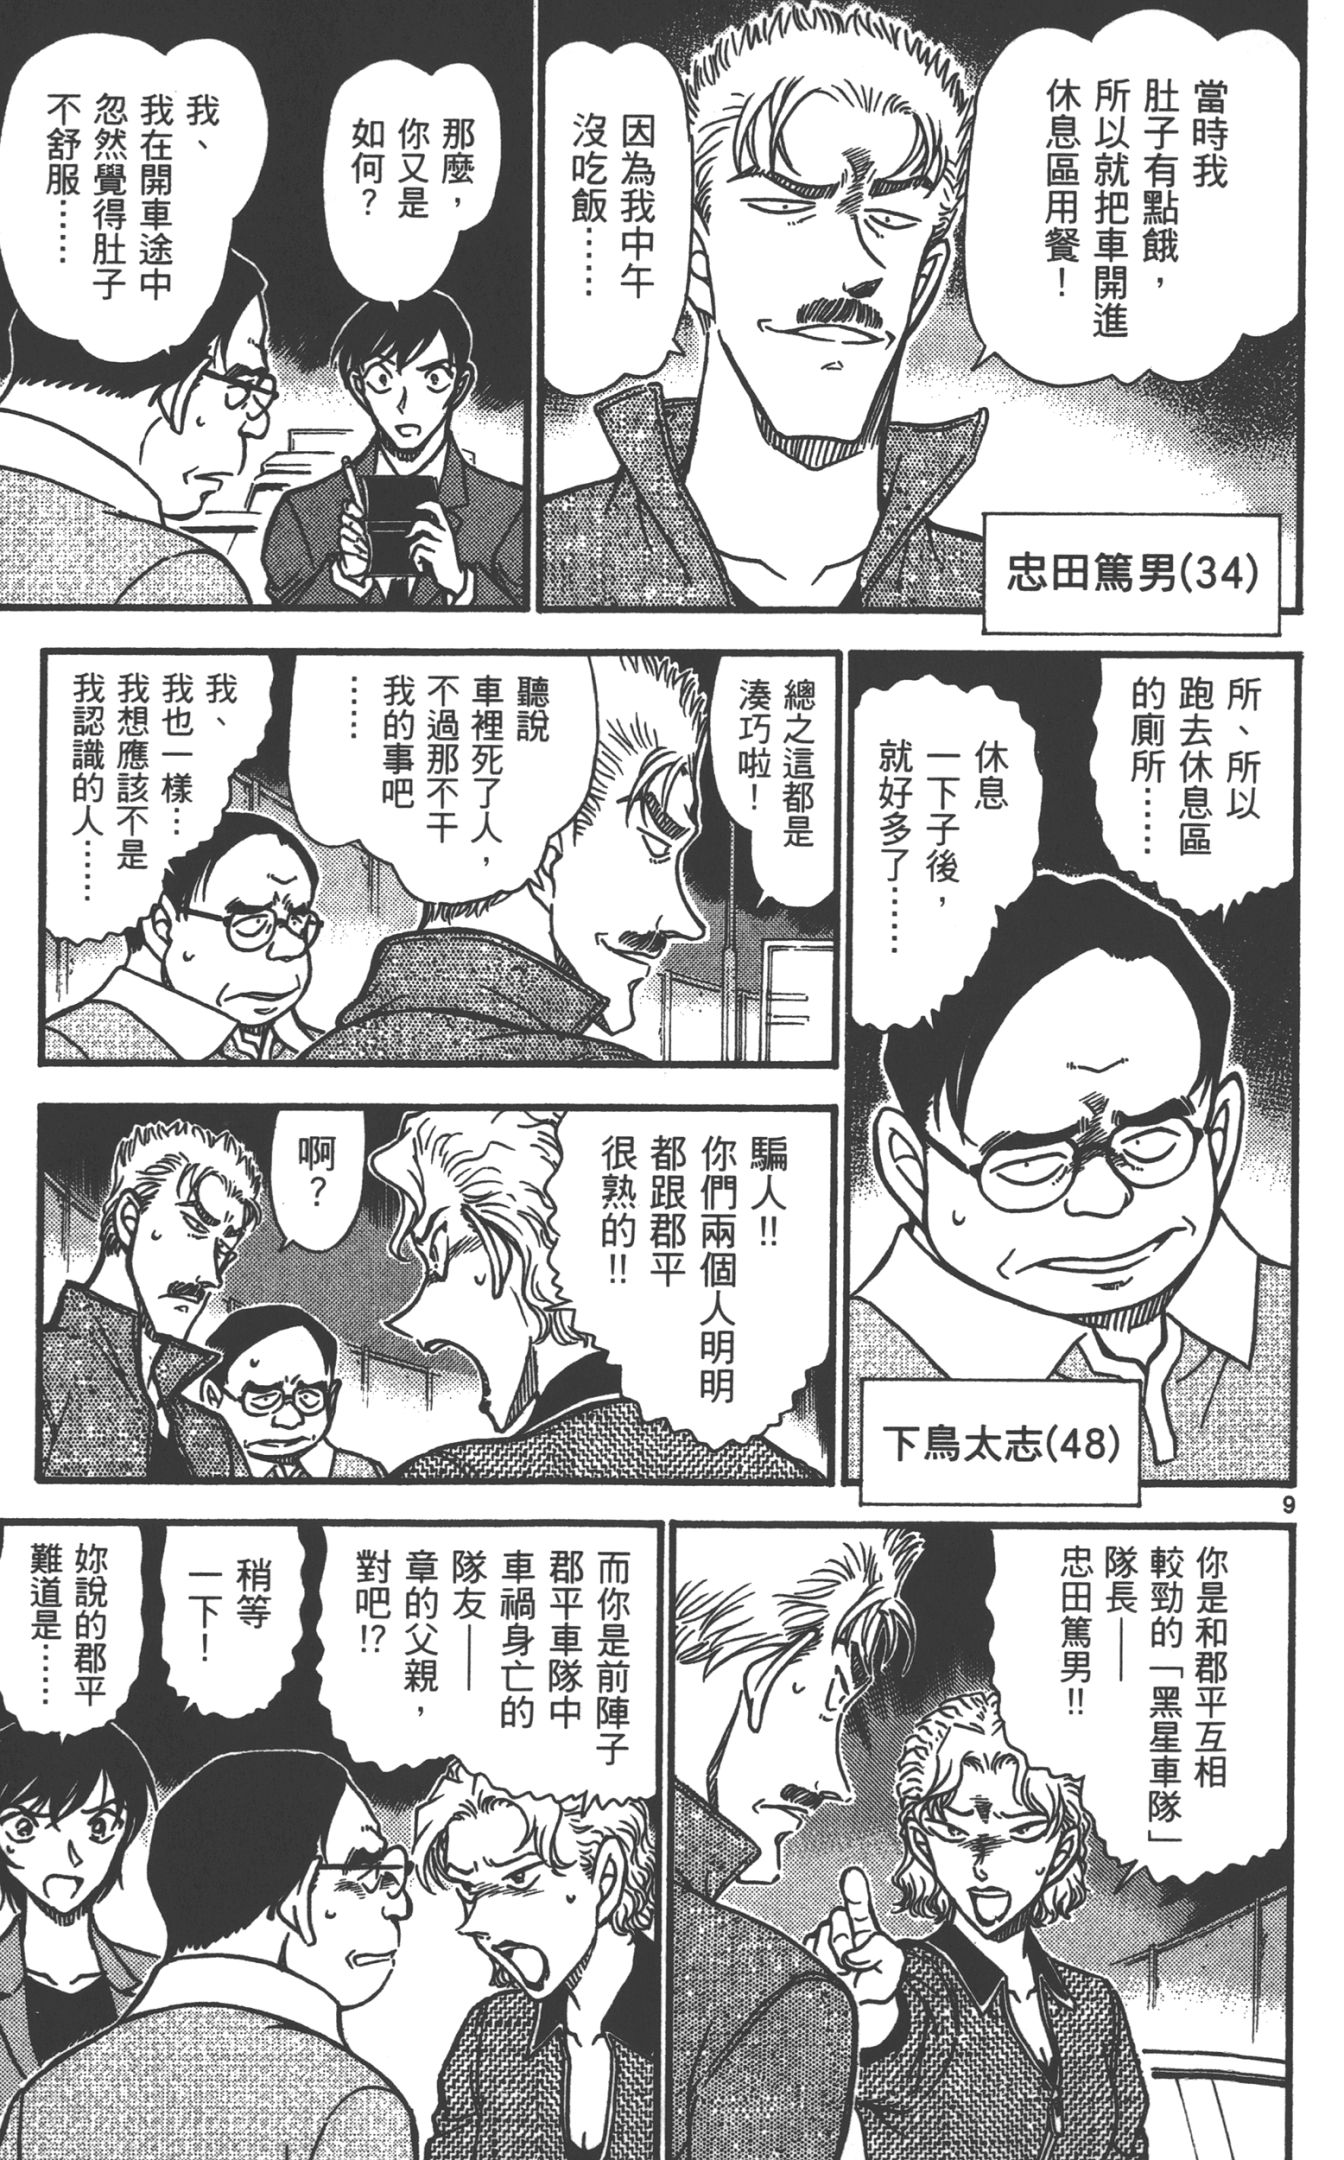 當時我
肚子有點餓，
所以就把車開進
休息區用餐！
因為我中午
沒吃飯……
忠田篤男(34)
那麼，
你又是
如何？
我、
我在開車途中
忽然覺得肚子
不舒服……
所、所以
跑去休息區
的廁所……
休息
一下子後，
就好多了……
下鳥太志(48)
總之這都是
湊巧啦！
聽說
車裡死了人，
不過那不干
我的事吧
……
我、
我也一樣…
我想應該不是
我認識的人……
騙人!!
你們兩個人明明
都跟郡平
很熟的!!
啊？
9
你是和郡平互相
較勁的「黑星車隊」
隊長——
忠田篤男!!
而你是前陣子
郡平車隊中
車禍身亡的
隊友——
章的父親，
對吧!?
稍等
一下！
妳說的郡平
難道是……